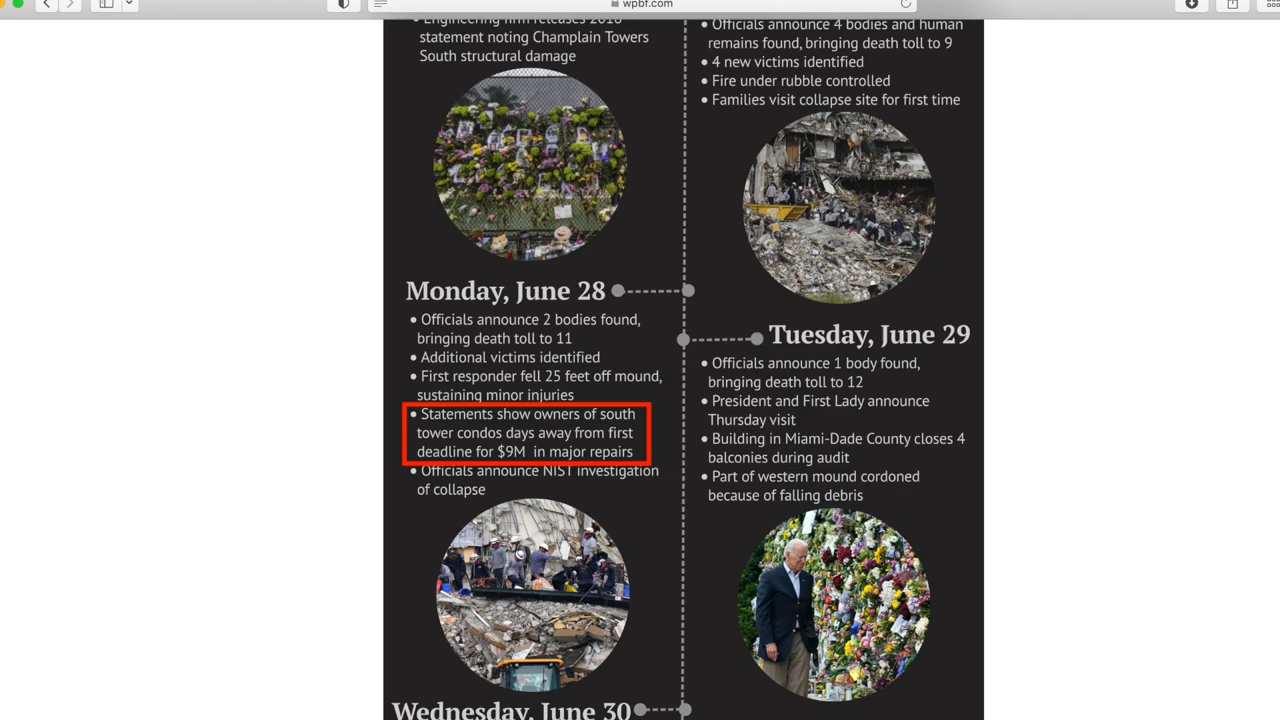 wpbf.com
• Engineering firm releases 2018
statement noting Champlain Towers
South structural damage
Officials announce 4 bodies and human
remains found, bringing death toll to 9
• 4 new victims identified
• Fire under rubble controlled
• Families visit collapse site for first time
Monday, June 28
• Officials announce 2 bodies found,
bringing death toll to 11
• Additional victims identified
• First responder fell 25 feet off mound,
sustaining minor injuries
• Statements show owners of south
tower condos days away from first
deadline for $9M in major repairs
• Officials announce NIST investigation
of collapse
Tuesday, June 29
• Officials announce 1 body found,
bringing death toll to 12
• President and First Lady announce
Thursday visit
• Building in Miami-Dade County closes 4
balconies during audit
• Part of western mound cordoned
because of falling debris
Wednesday, June 30